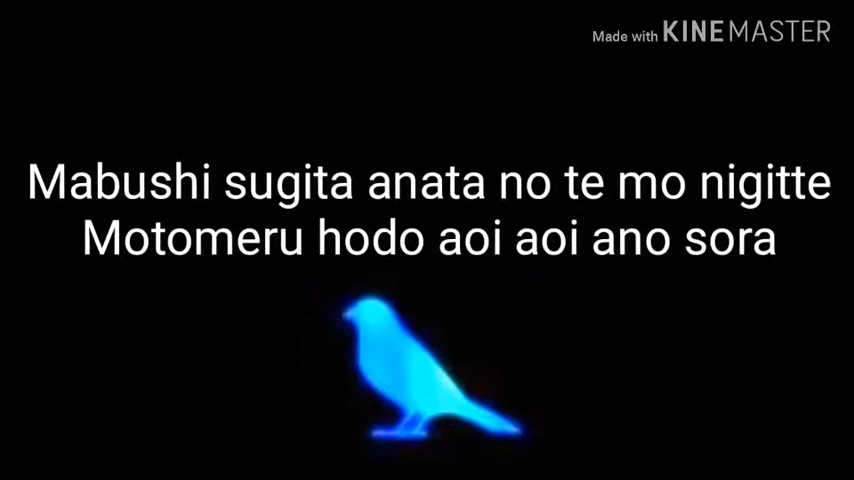 Made with KINEMASTER
Mabushi sugita anata no te mo nigitte
Motomeru hodo aoi aoi ano sora